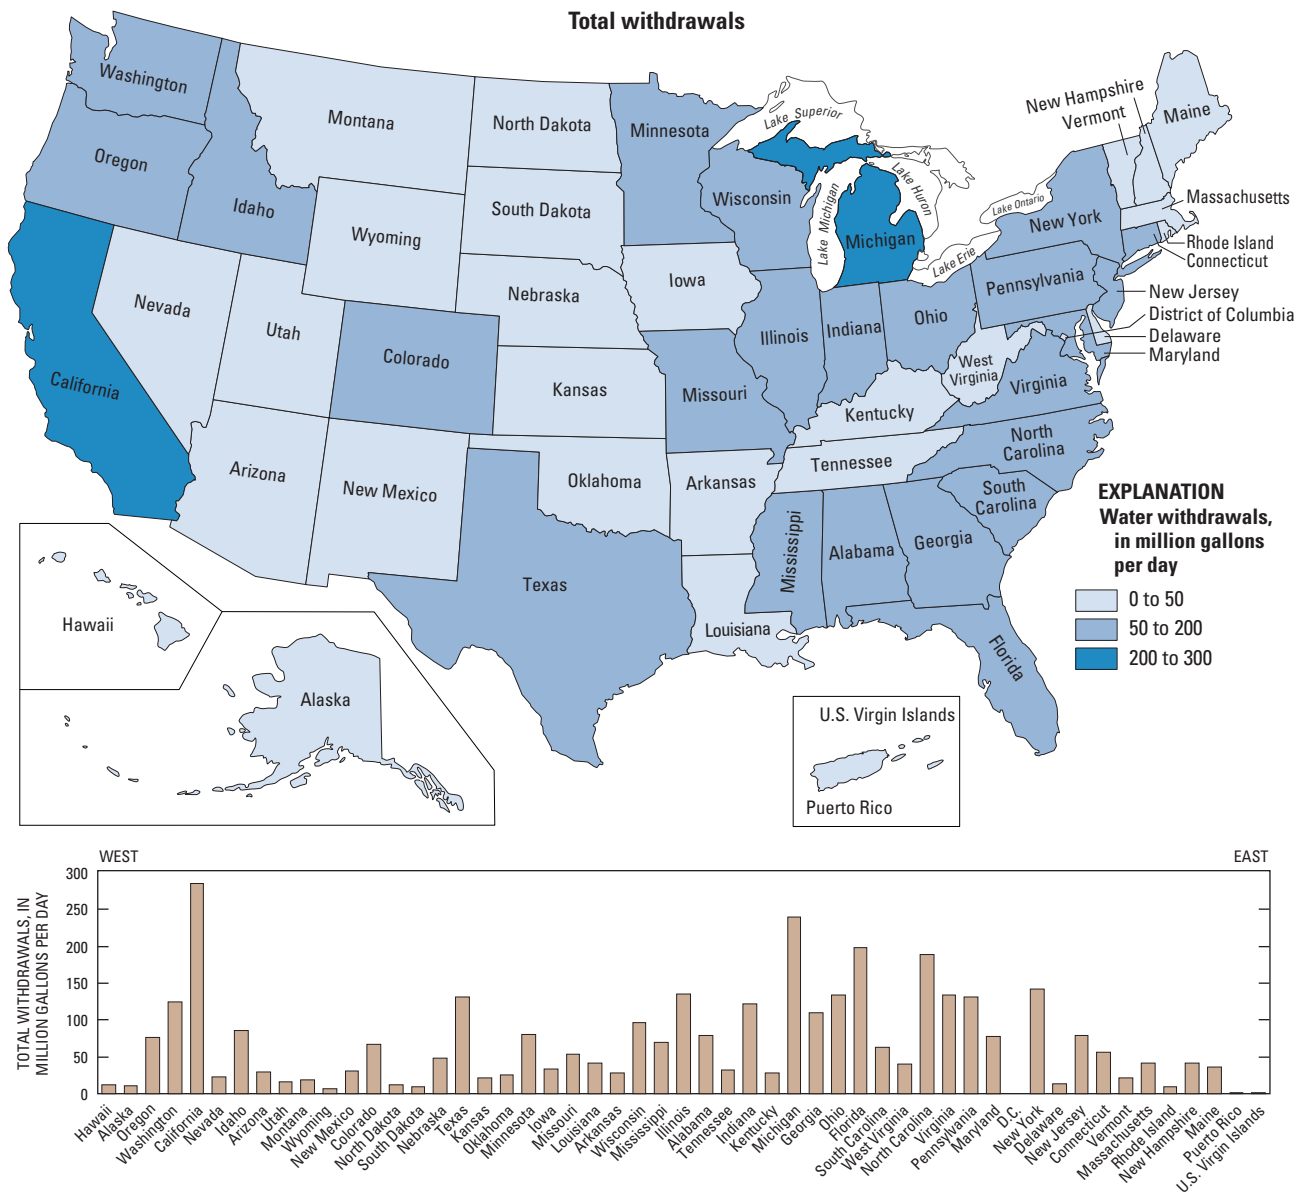 Total withdrawals
Washington
Montana
North Dakota
Minnesota
Lake Superior
New Hampshire
Vermont
Maine
Oregon
Idaho
Wyoming
South Dakota
Wisconsin
Lake Michigan
Lake Huron
Michigan
Lake Ontario
Lake Erie
New York
Massachusetts
Rhode Island
Connecticut
Nevada
Utah
Colorado
Nebraska
Iowa
Illinois
Indiana
Ohio
Pennsylvania
New Jersey
District of Columbia
Delaware
Maryland
California
Kansas
Missouri
Kentucky
West
Virginia
Virginia
Arizona
New Mexico
Oklahoma
Arkansas
Tennessee
North
Carolina
South
Carolina
Texas
Louisiana
Mississippi
Alabama
Georgia
Florida
Hawaii
Alaska
U.S. Virgin Islands
Puerto Rico
EXPLANATION
Water withdrawals,
in million gallons
per day
0 to 50
50 to 200
200 to 300
WEST
EAST
TOTAL WITHDRAWALS, IN
MILLION GALLONS PER DAY
300
250
200
150
100
50
0
Hawaii
Alaska
Oregon
Washington
California
Nevada
Idaho
Arizona
Utah
Montana
Wyoming
New Mexico
Colorado
North Dakota
South Dakota
Nebraska
Texas
Kansas
Oklahoma
Minnesota
Iowa
Missouri
Louisiana
Arkansas
Wisconsin
Mississippi
Illinois
Alabama
Tennessee
Indiana
Kentucky
Michigan
Georgia
Ohio
Florida
South Carolina
West Virginia
North Carolina
Virginia
Pennsylvania
Maryland
D.C.
New York
Delaware
New Jersey
Connecticut
Vermont
Massachusetts
Rhode Island
New Hampshire
Maine
Puerto Rico
U.S. Virgin Islands